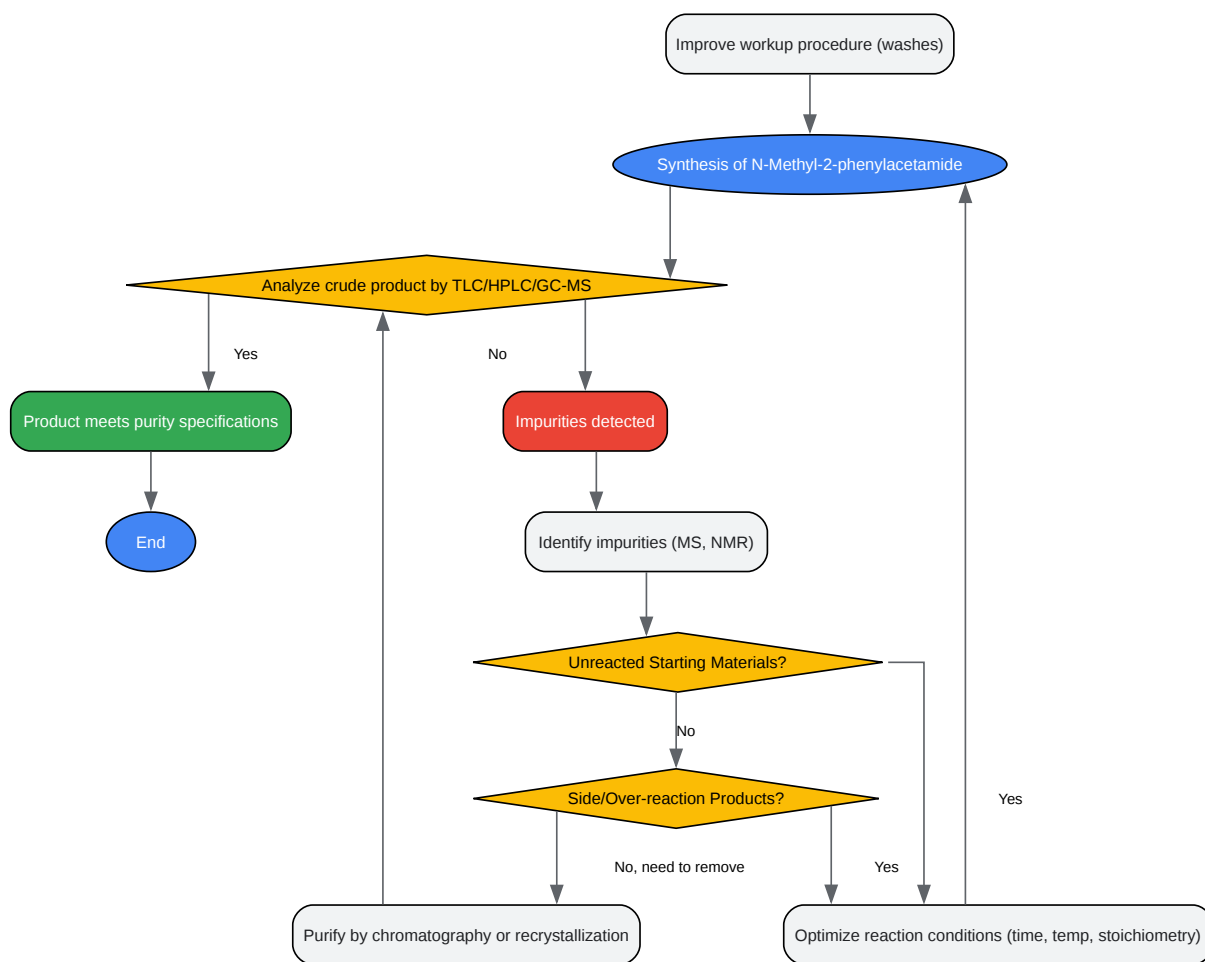 Improve workup procedure (washes)
Synthesis of N-Methyl-2-phenylacetamide
Analyze crude product by TLC/HPLC/GC-MS
Yes
No
Product meets purity specifications
Impurities detected
End
Identify impurities (MS, NMR)
Unreacted Starting Materials?
No
Side/Over-reaction Products?
Yes
No, need to remove
Yes
Purify by chromatography or recrystallization
Optimize reaction conditions (time, temp, stoichiometry)